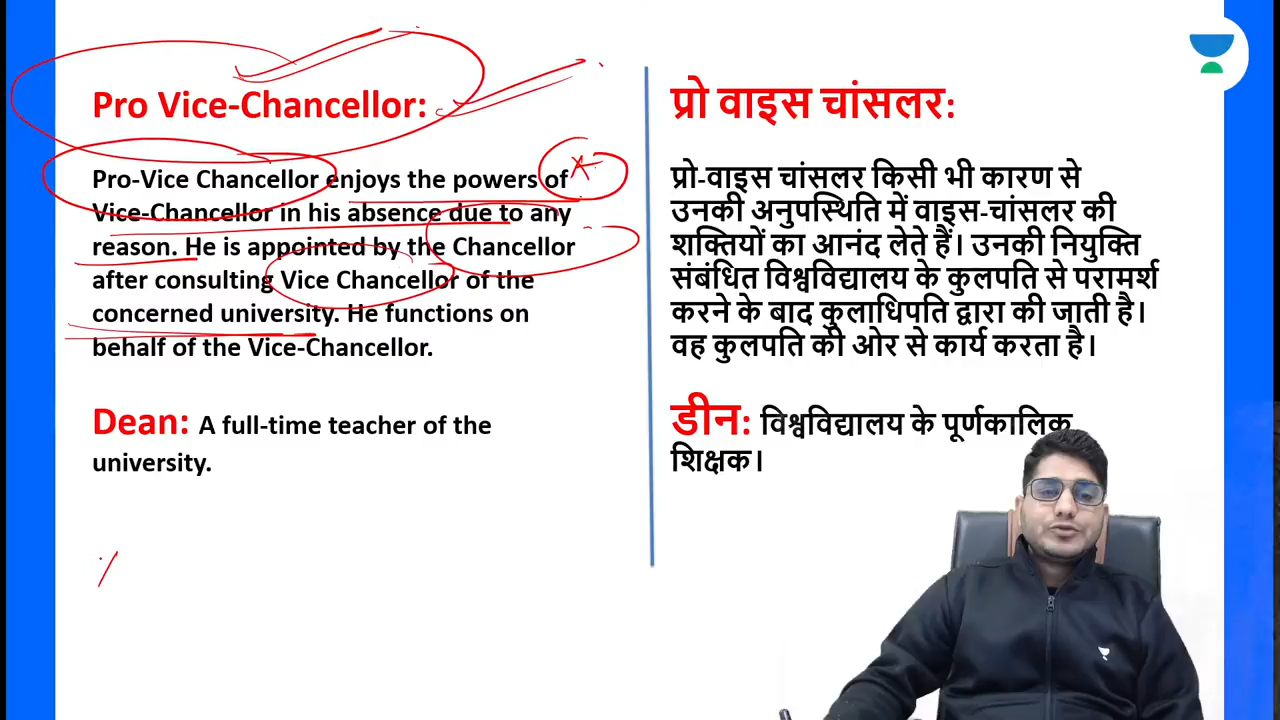 Pro Vice-Chancellor:
Pro-Vice Chancellor enjoys the powers of
Vice-Chancellor in his absence due to any
reason. He is appointed by the Chancellor
after consulting Vice Chancellor of the
concerned university. He functions on
behalf of the Vice-Chancellor.
Dean: A full-time teacher of the
university.
प्रो वाइस चांसलर:
प्रो-वाइस चांसलर किसी भी कारण से
उनकी अनुपस्थिति में वाइस-चांसलर की
शक्तियों का आनंद लेते हैं। उनकी नियुक्ति
संबंधित विश्वविद्यालय के कुलपति से परामर्श
करने के बाद कुलाधिपति द्वारा की जाती है।
वह कुलपति की ओर से कार्य करता है।
डीन: विश्वविद्यालय के पूर्णकालिक
शिक्षक।